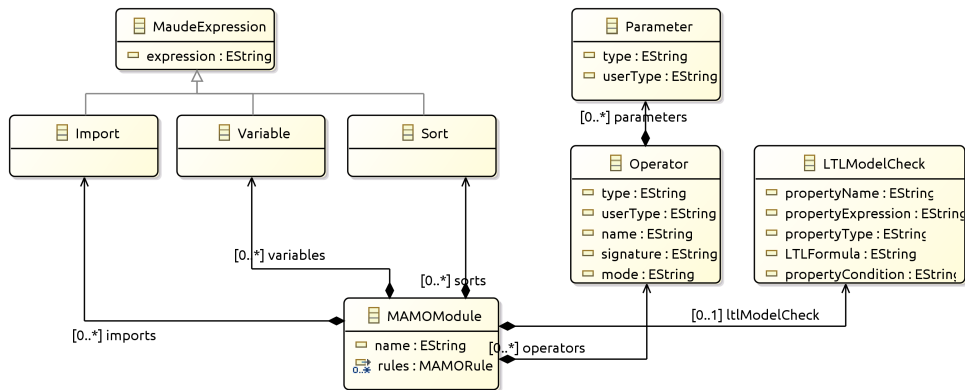 MaudeExpression
expression : EString
Parameter
type : EString
userType : EString
[0..*] parameters
Import
Variable
Sort
Operator
type : EString
userType : EString
name : EString
signature : EString
mode : EString
LTLModelCheck
propertyName : EString
propertyExpression : EString
propertyType : EString
LTLFormula : EString
propertyCondition : EString
[0..*] variables
[0..*] sorts
[0..*] imports
MAMOModule
name : EString
0..*
rules : MAMORule
[0..1] ltlModelCheck
[0..*] operators